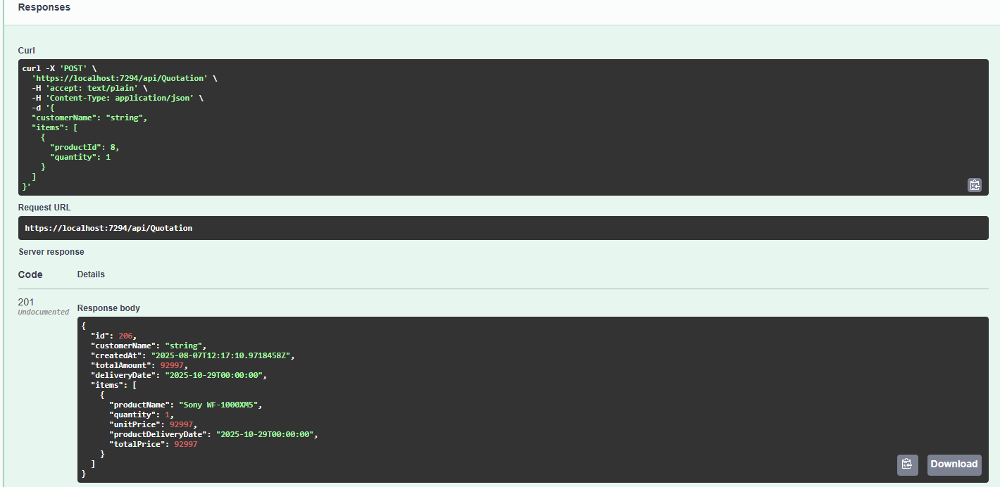 Responses
Curl
curl -X 'POST' \
  'https://localhost:7294/api/Quotation' \
  -H 'accept: text/plain' \
  -H 'Content-Type: application/json' \
  -d '{
  "customerName": "string",
  "items": [
    {
      "productId": 8,
      "quantity": 1
    }
  ]
}'
Request URL
https://localhost:7294/api/Quotation
Server response
Code Details
201
Undocumented
Response body
{
  "id": 206,
  "customerName": "string",
  "createdAt": "2025-08-07T12:17:10.9718458Z",
  "totalAmount": 92997,
  "deliveryDate": "2025-10-29T00:00:00",
  "items": [
    {
      "productName": "Sony WF-1000XM5",
      "quantity": 1,
      "unitPrice": 92997,
      "productDeliveryDate": "2025-10-29T00:00:00",
      "totalPrice": 92997
    }
  ]
}
Download